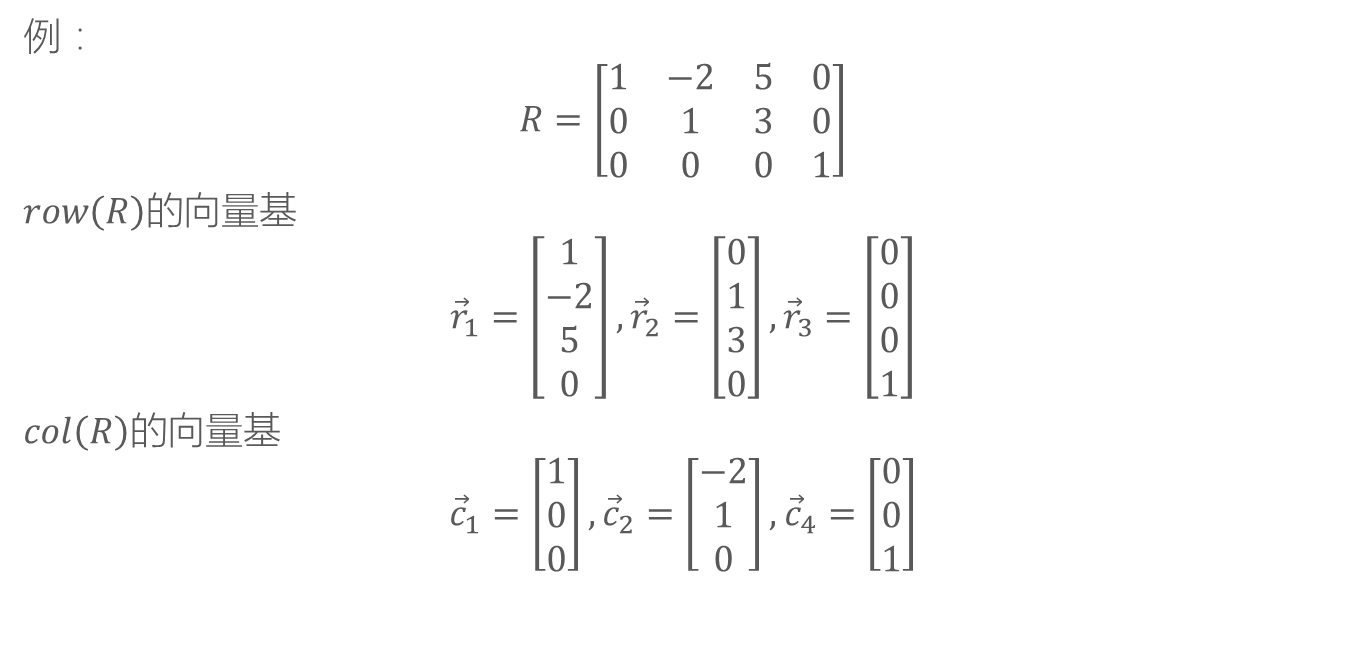 例：
R = [1 −2 5 0
0 1 3 0
0 0 0 1]
row(R)的向量基
r⃗₁ = [1 −2 5 0], r⃗₂ = [0 1 3 0], r⃗₃ = [0 0 0 1]
col(R)的向量基
c⃗₁ = [1 0 0], c⃗₂ = [−2 1 0], c⃗₄ = [0 0 1]